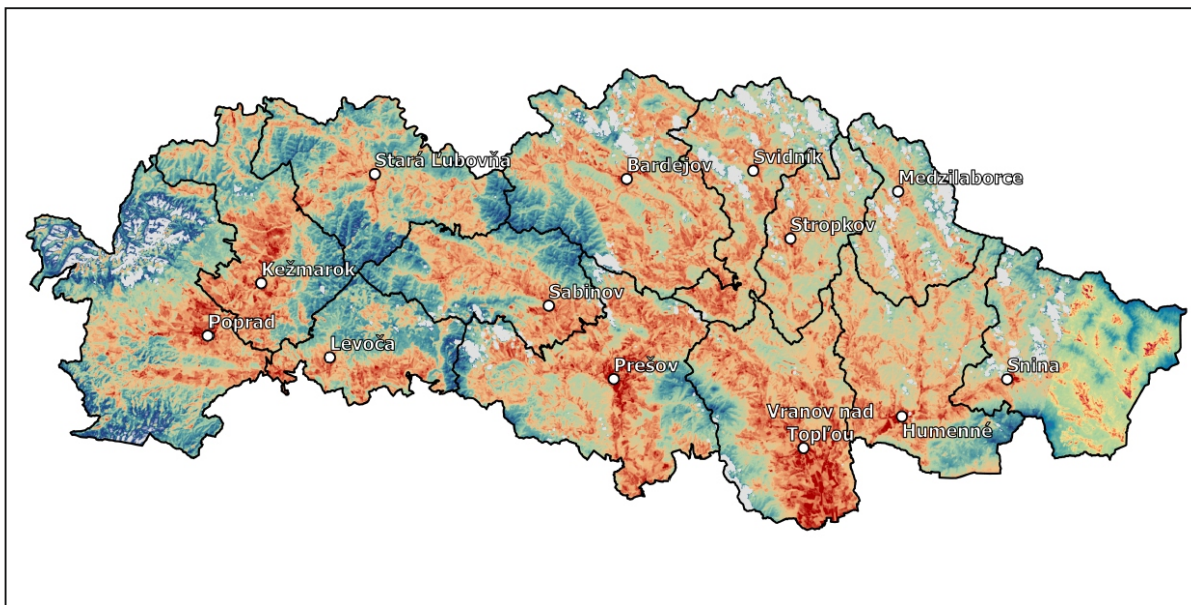 Stará Ľubovňa
Bardejov
Svidník
Medzilaborce
Stropkov
Kežmarok
Sabinov
Poprad
Levoča
Prešov
Snina
Vranov nad
Topľou
Humenné